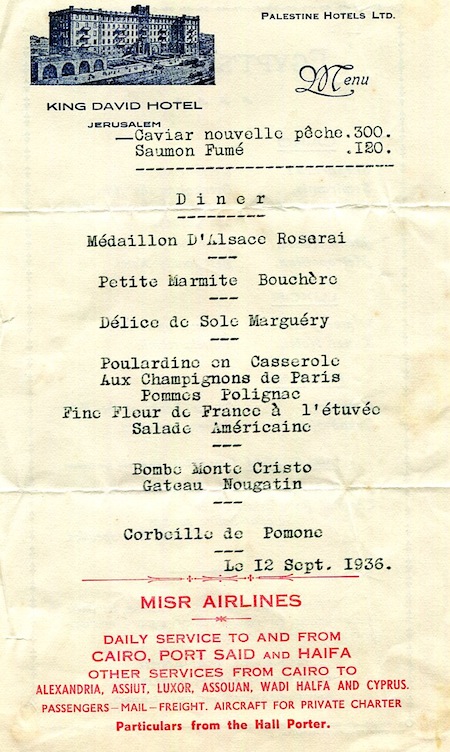 PALESTINE HOTELS LTD.
Menu
KING DAVID HOTEL
JERUSALEM
—Caviar nouvelle pêche.300.
Saumon Fumé .120.
Diner
Médaillon D'Alsace Rosarai
Petite Marmite Bouchère
Délice de Sole Marguéry
Poulardine en Casserole
Aux Champignons de Paris
Pommes Polignac
Fine Fleur de France à l'étuvée
Salade Américaine
Bombe Monte Cristo
Gateau Nougatin
Corbeille de Pomone
Le 12 Sept. 1936.
MISR AIRLINES
DAILY SERVICE TO AND FROM
CAIRO, PORT SAID AND HAIFA
OTHER SERVICES FROM CAIRO TO
ALEXANDRIA, ASSIUT, LUXOR, ASSOUAN, WADI HALFA AND CYPRUS.
PASSENGERS—MAIL—FREIGHT. AIRCRAFT FOR PRIVATE CHARTER
Particulars from the Hall Porter.